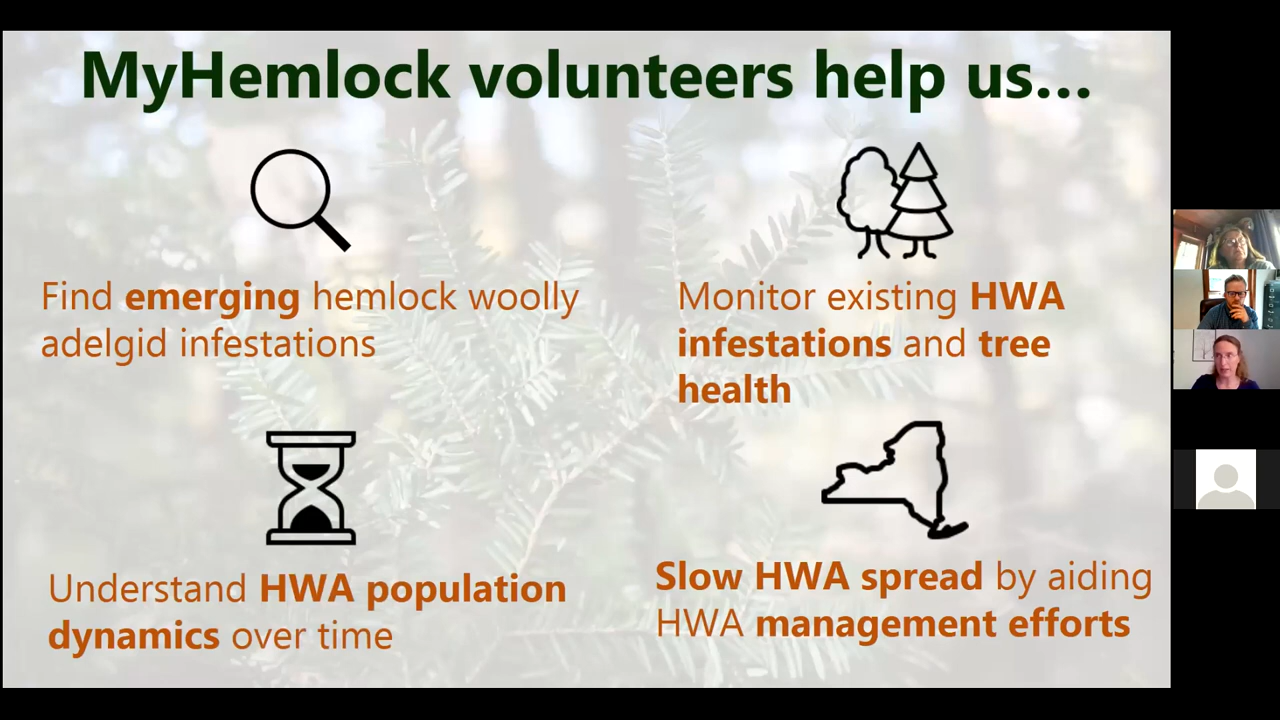 MyHemlock volunteers help us...
Find emerging hemlock woolly
adelgid infestations
Monitor existing HWA
infestations and tree
health
Understand HWA population
dynamics over time
Slow HWA spread by aiding
HWA management efforts